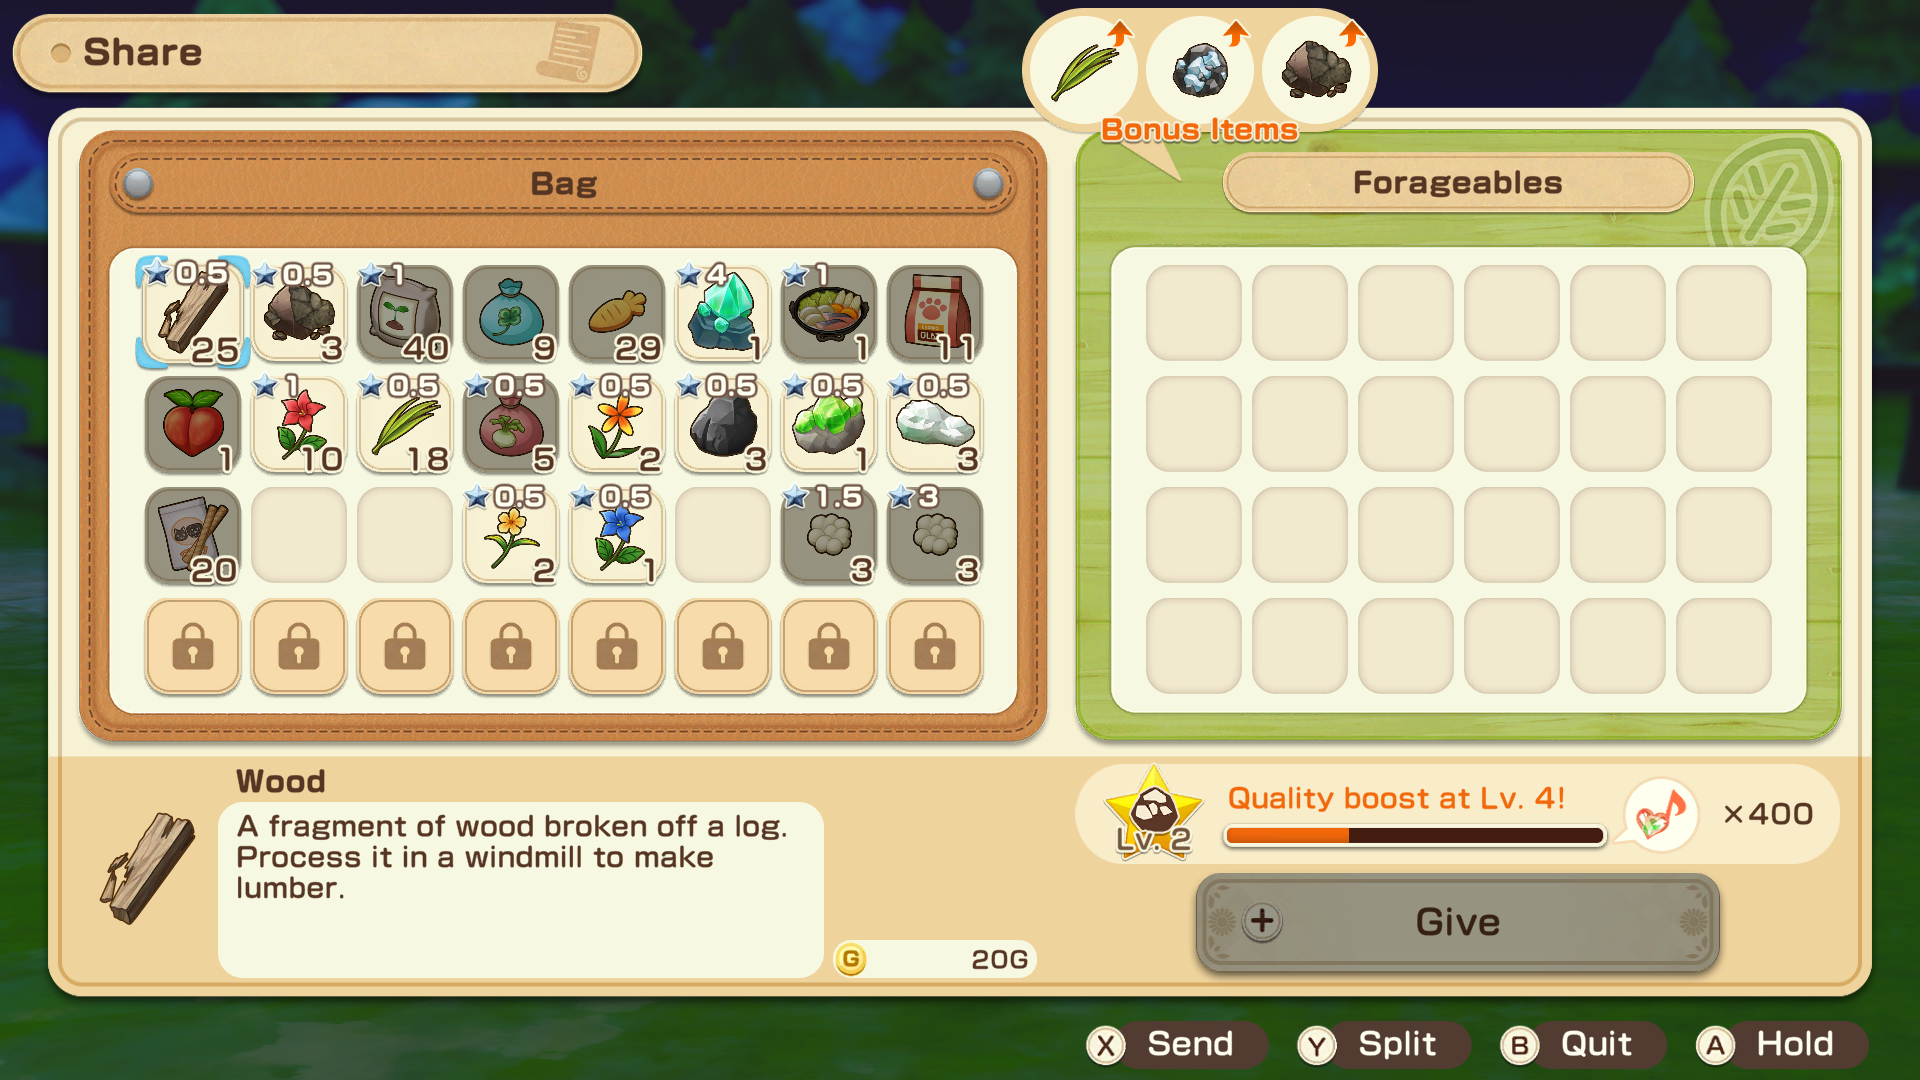 Share
Bonus Items
Bag
Forageables
0.5 0.5 1 4 1
25 3 40 9 29 1 1 11
1 0.5 0.5 0.5 0.5 0.5 0.5
1 10 18 5 2 3 1 3
0.5 0.5 1.5 3
20 2 1 3 3
Wood
A fragment of wood broken off a log.
Process it in a windmill to make
lumber.
G 20G
Lv. 2
Quality boost at Lv. 4!
×400
+ Give
X Send Y Split B Quit A Hold